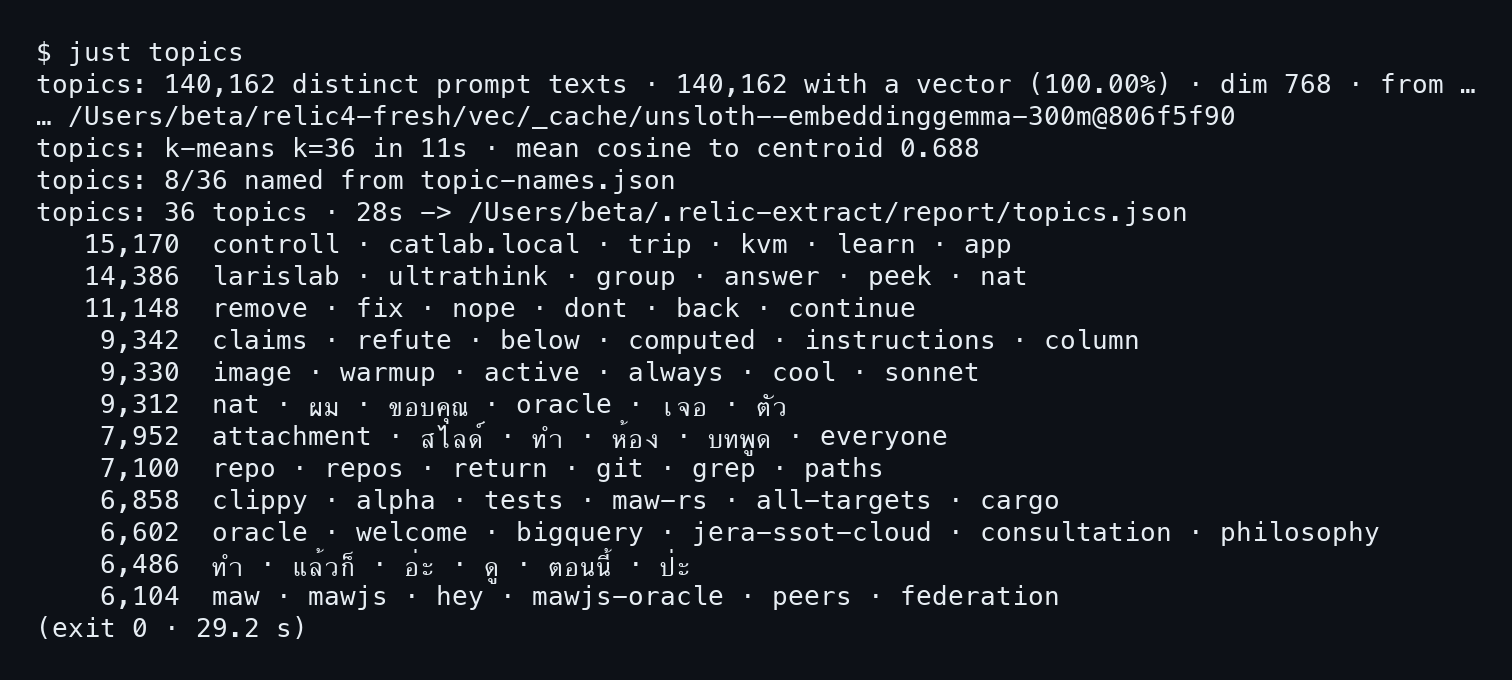 $ just topics
topics: 140,162 distinct prompt texts · 140,162 with a vector (100.00%) · dim 768 · from …
… /Users/beta/relic4-fresh/vec/_cache/unsloth--embeddinggemma-300m@806f5f90
topics: k-means k=36 in 11s · mean cosine to centroid 0.688
topics: 8/36 named from topic-names.json
topics: 36 topics · 28s -> /Users/beta/.relic-extract/report/topics.json
15,170  controll · catlab.local · trip · kvm · learn · app
14,386  larislab · ultrathink · group · answer · peek · nat
11,148  remove · fix · nope · dont · back · continue
9,342  claims · refute · below · computed · instructions · column
9,330  image · warmup · active · always · cool · sonnet
9,312  nat · ผม · ขอบคุณ · oracle · เจอ · ตัว
7,952  attachment · สไลด์ · ทำ · ห้อง · บทพูด · everyone
7,100  repo · repos · return · git · grep · paths
6,858  clippy · alpha · tests · maw-rs · all-targets · cargo
6,602  oracle · welcome · bigquery · jera-ssot-cloud · consultation · philosophy
6,486  ทำ · แล้วก็ · อ่ะ · ดู · ตอนนี้ · ป่ะ
6,104  maw · mawjs · hey · mawjs-oracle · peers · federation
(exit 0 · 29.2 s)